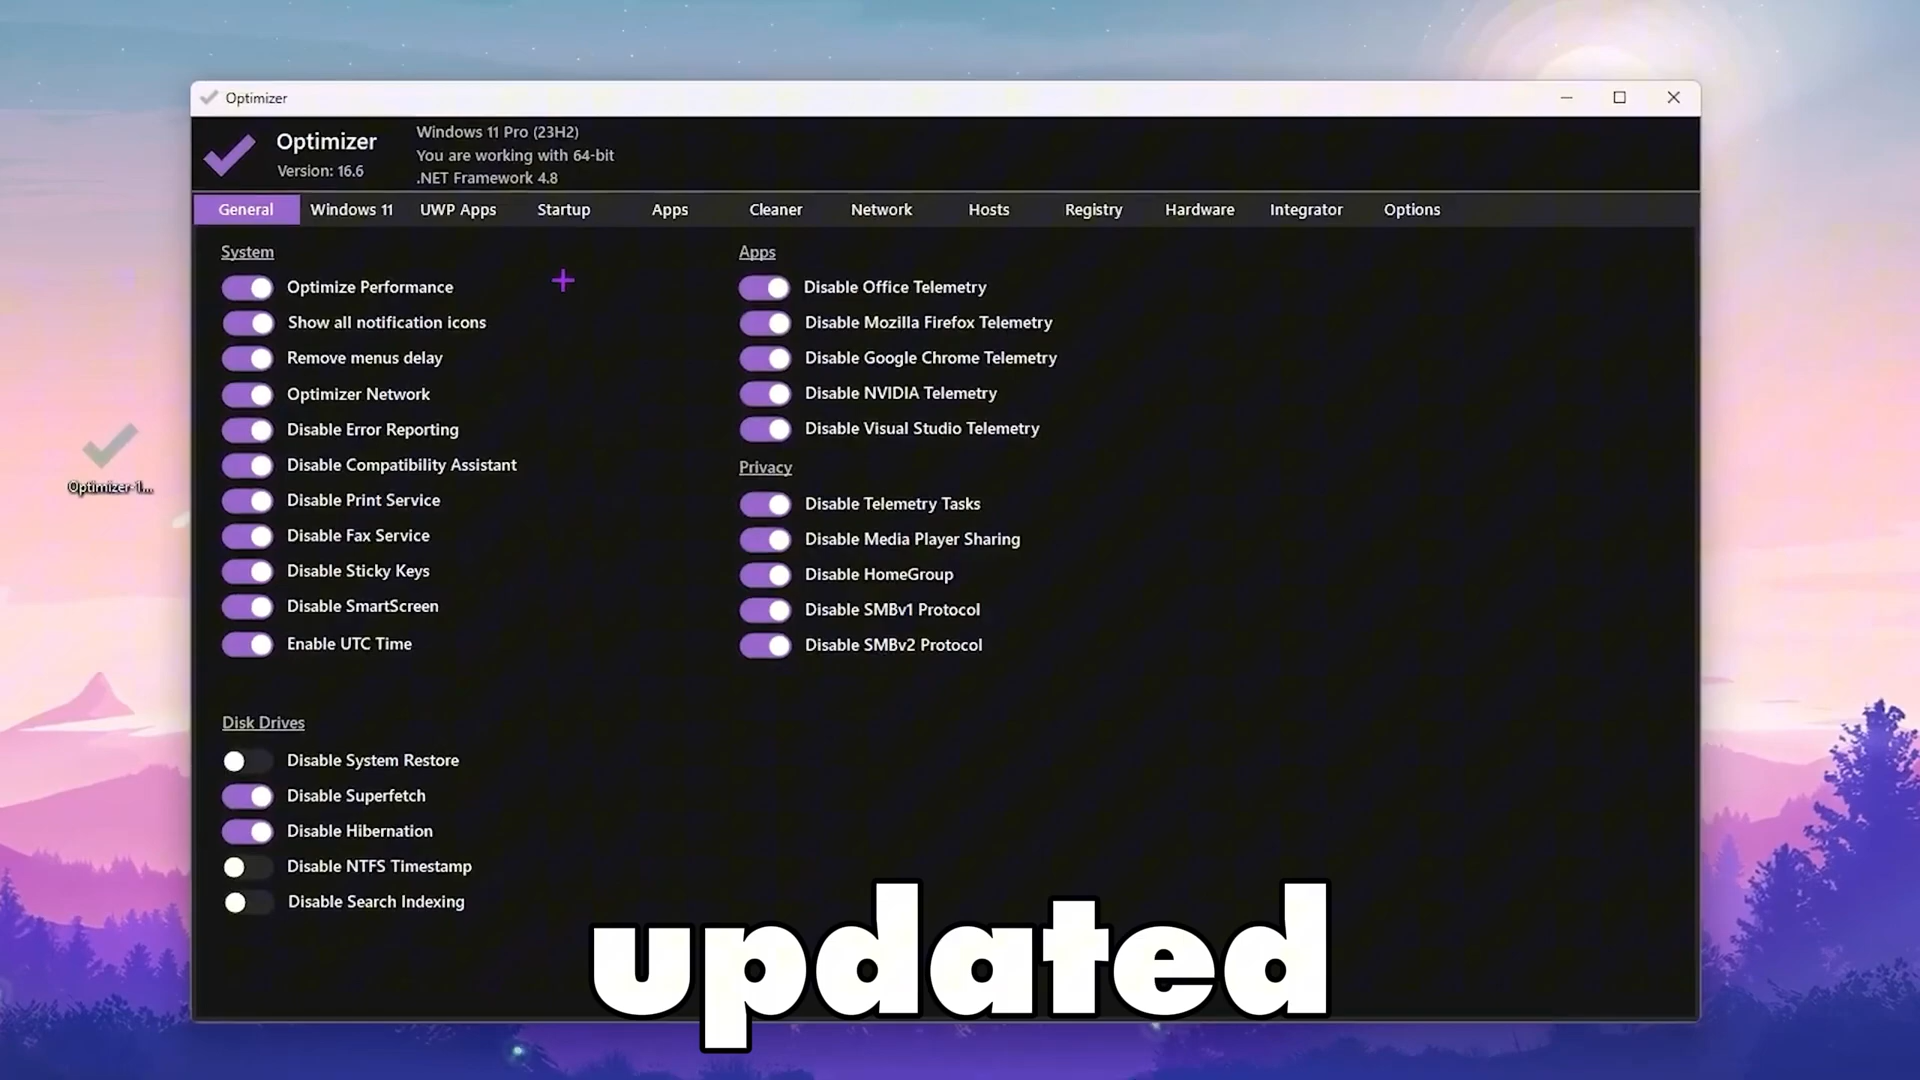 Optimizer
Optimizer
Version: 16.6
Windows 11 Pro (23H2)
You are working with 64-bit
.NET Framework 4.8
General Windows 11 UWP Apps Startup Apps Cleaner Network Hosts Registry Hardware Integrator Options
System
Optimize Performance
Show all notification icons
Remove menus delay
Optimizer Network
Disable Error Reporting
Disable Compatibility Assistant
Disable Print Service
Disable Fax Service
Disable Sticky Keys
Disable SmartScreen
Enable UTC Time
Disk Drives
Disable System Restore
Disable Superfetch
Disable Hibernation
Disable NTFS Timestamp
Disable Search Indexing
Apps
Disable Office Telemetry
Disable Mozilla Firefox Telemetry
Disable Google Chrome Telemetry
Disable NVIDIA Telemetry
Disable Visual Studio Telemetry
Privacy
Disable Telemetry Tasks
Disable Media Player Sharing
Disable HomeGroup
Disable SMBv1 Protocol
Disable SMBv2 Protocol
Optimizer-1...
updated